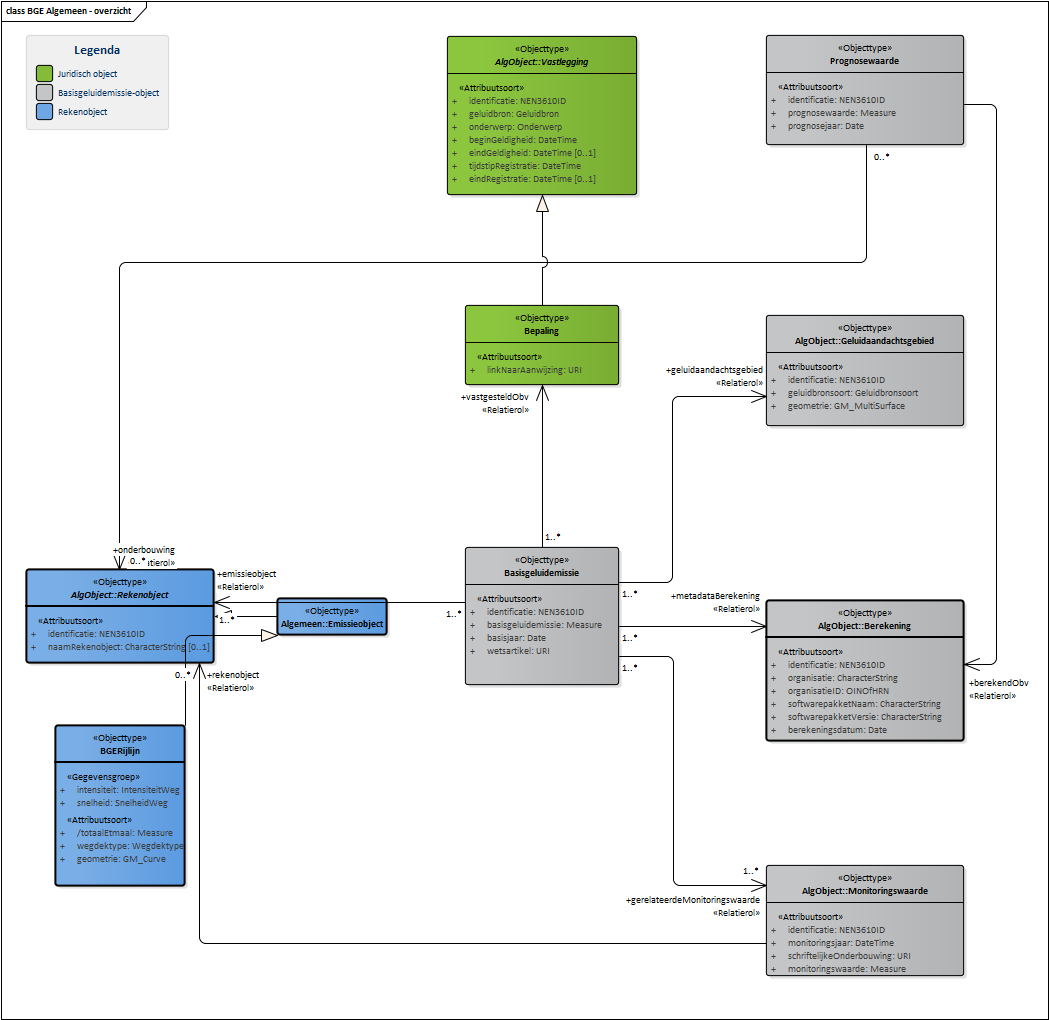 class BGE Algemeen - overzicht
Legenda
Juridisch object
Basisgeluidemissie-object
Rekenobject
«Objecttype»
AlgObject::Vastlegging
«Attribuutsoort»
+ identificatie: NEN3610ID
+ geluidbron: Geluidbron
+ onderwerp: Onderwerp
+ beginGeldigheid: DateTime
+ eindGeldigheid: DateTime [0..1]
+ tijdstipRegistratie: DateTime
+ eindRegistratie: DateTime [0..1]
«Objecttype»
Prognosewaarde
«Attribuutsoort»
+ identificatie: NEN3610ID
+ prognosewaarde: Measure
+ prognosejaar: Date
0..*
«Objecttype»
Bepaling
«Attribuutsoort»
+ linkNaarAanwijzing: URI
+vastgesteldObv
«Relatierol»
1..*
«Objecttype»
AlgObject::Geluidaandachtsgebied
«Attribuutsoort»
+ identificatie: NEN3610ID
+ geluidbronsoort: Geluidbronsoort
+ geometrie: GM_MultiSurface
+geluidaandachtsgebied
«Relatierol»
+onderbouwing
0..* itierol»
«Objecttype»
AlgObject::Rekenobject
«Attribuutsoort»
+ identificatie: NEN3610ID
+ naamRekenobject: CharacterString [0..1]
+emissieobject
«Relatierol»
1..*
«Objecttype»
Algemeen::Emissieobject
1..*
«Objecttype»
Basisgeluidemissie
«Attribuutsoort»
+ identificatie: NEN3610ID
+ basisgeluidemissie: Measure
+ basisjaar: Date
+ wetsartikel: URI
1..*
+metadataBerekening
«Relatierol»
1..*
1..*
«Objecttype»
AlgObject::Berekening
«Attribuutsoort»
+ identificatie: NEN3610ID
+ organisatie: CharacterString
+ organisatieID: OINOfHRN
+ softwarepakketNaam: CharacterString
+ softwarepakketVersie: CharacterString
+ berekeningsdatum: Date
+berekendObv
«Relatierol»
0..*
+rekenobject
«Relatierol»
«Objecttype»
BGERijlijn
«Gegevensgroep»
+ intensiteit: IntensiteitWeg
+ snelheid: SnelheidWeg
«Attribuutsoort»
+ /totaalEtmaal: Measure
+ wegdektype: Wegdektype
+ geometrie: GM_Curve
1..*
+gerelateerdeMonitoringswaarde
«Relatierol»
«Objecttype»
AlgObject::Monitoringswaarde
«Attribuutsoort»
+ identificatie: NEN3610ID
+ monitoringsjaar: DateTime
+ schriftelijkeOnderbouwing: URI
+ monitoringswaarde: Measure